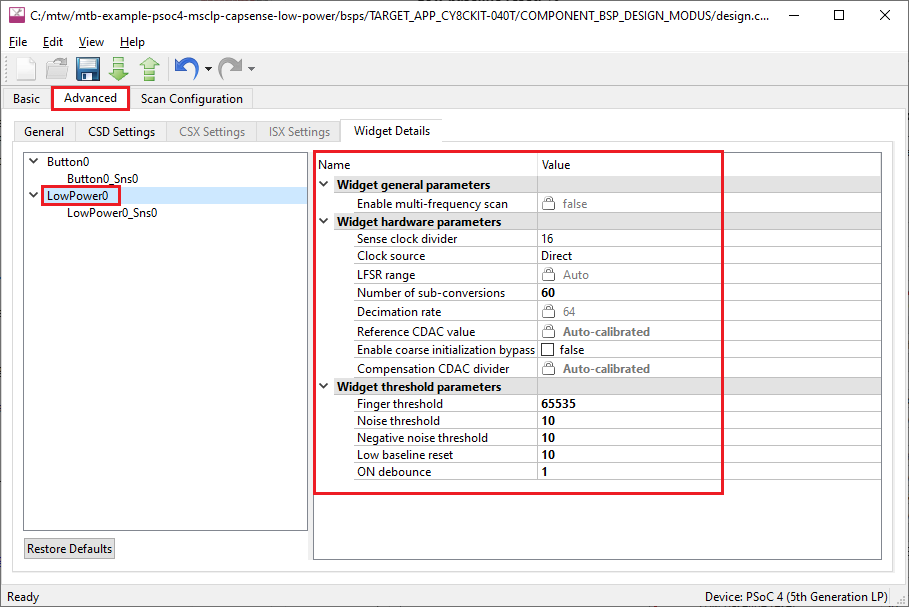 C:/mtw/mtb-example-psoc4-msclp-capsense-low-power/bsps/TARGET_APP_CY8CKIT-040T/COMPONENT_BSP_DESIGN_MODUS/design.c...
File Edit View Help
Basic Advanced Scan Configuration
General CSD Settings CSX Settings ISX Settings Widget Details
Button0
Button0_Sns0
LowPower0
LowPower0_Sns0
Name Value
Widget general parameters
Enable multi-frequency scan false
Widget hardware parameters
Sense clock divider 16
Clock source Direct
LFSR range Auto
Number of sub-conversions 60
Decimation rate 64
Reference CDAC value Auto-calibrated
Enable coarse initialization bypass false
Compensation CDAC divider Auto-calibrated
Widget threshold parameters
Finger threshold 65535
Noise threshold 10
Negative noise threshold 10
Low baseline reset 10
ON debounce 1
Restore Defaults
Ready Device: PSoC 4 (5th Generation LP)